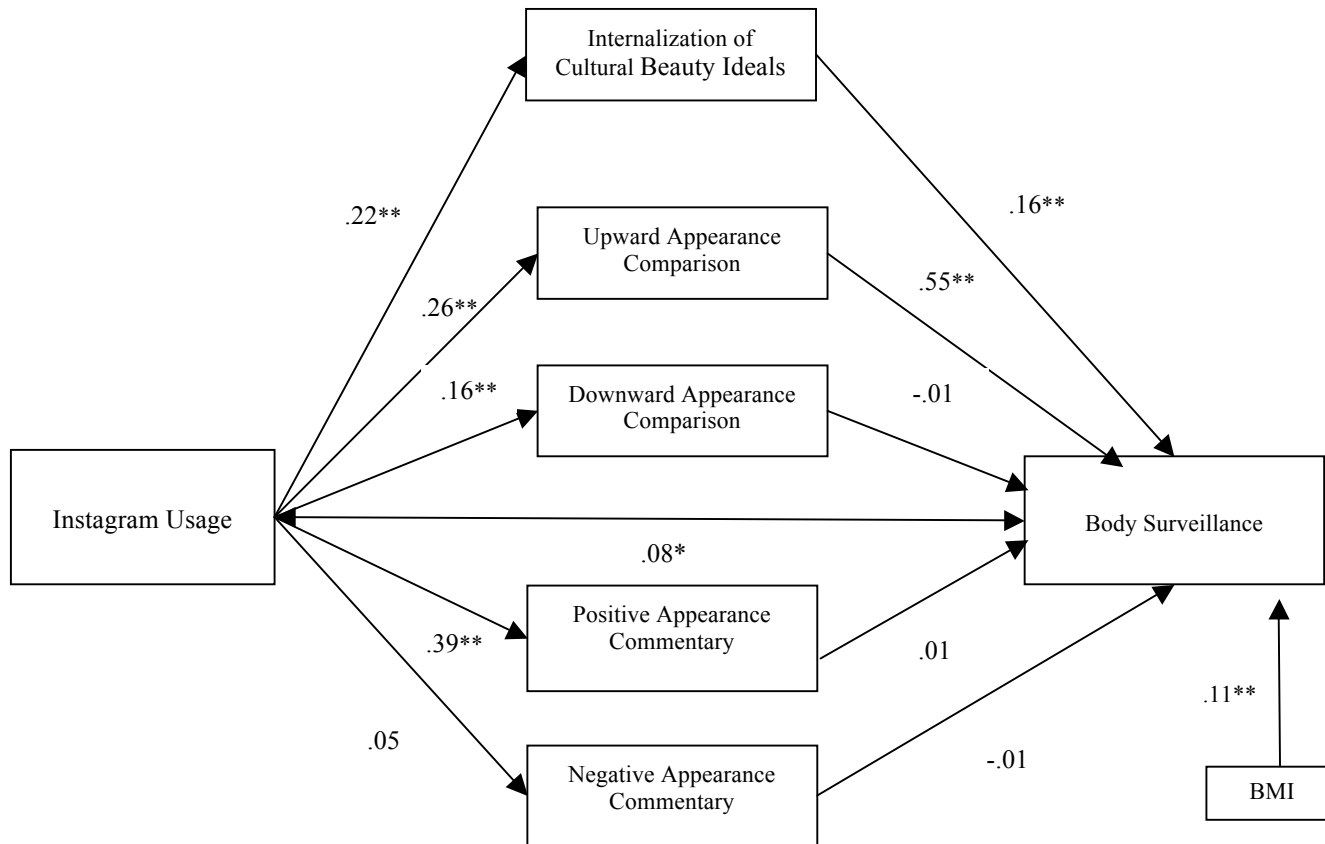 Internalization of
Cultural Beauty Ideals
.22**
.16**
Upward Appearance
Comparison
.26**
.55**
Downward Appearance
Comparison
.16**
-.01
Instagram Usage
Body Surveillance
.08*
Positive Appearance
Commentary
.39**
.01
.11**
.05
-.01
Negative Appearance
Commentary
BMI